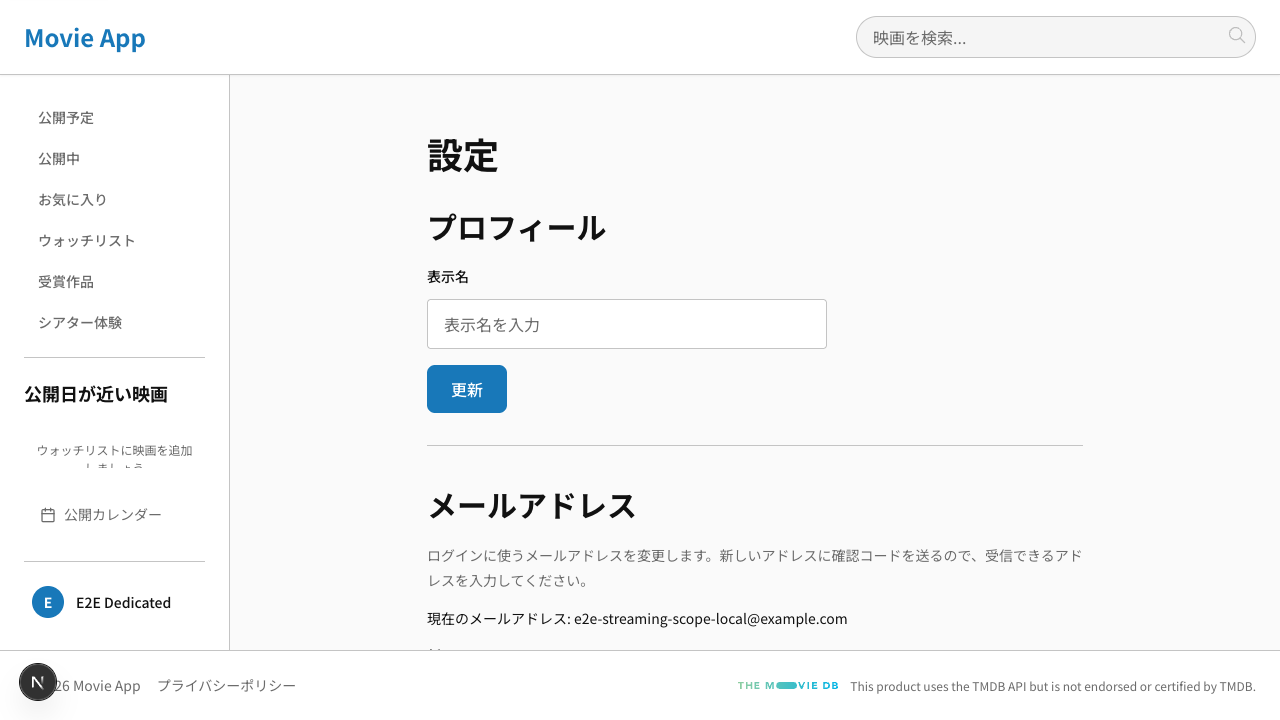 Movie App
映画を検索...
公開予定
公開中
お気に入り
ウォッチリスト
受賞作品
シアター体験
公開日が近い映画
ウォッチリストに映画を追加
しましょう
公開カレンダー
E
E2E Dedicated
設定
プロフィール
表示名
表示名を入力
更新
メールアドレス
ログインに使うメールアドレスを変更します。新しいアドレスに確認コードを送るので、受信できるアド
レスを入力してください。
現在のメールアドレス: e2e-streaming-scope-local@example.com
N
26 Movie App
プライバシーポリシー
THE MOVIE DB
This product uses the TMDB API but is not endorsed or certified by TMDB.